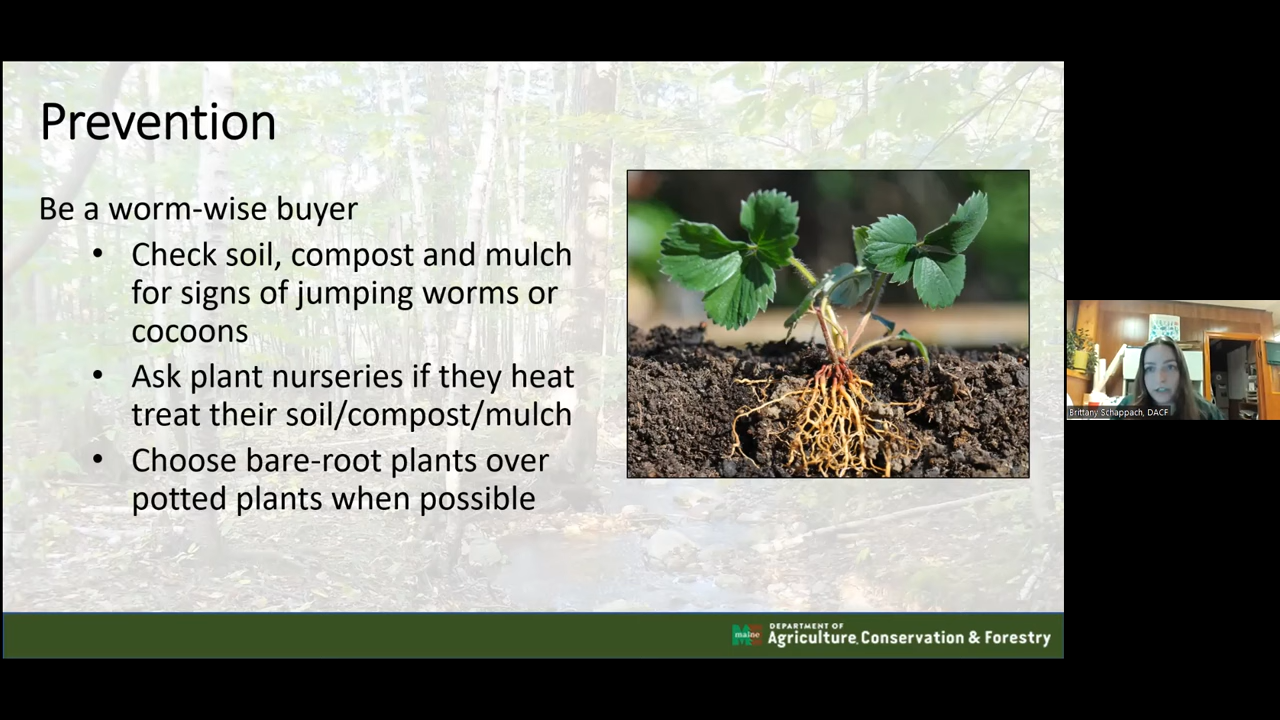 Prevention
Be a worm-wise buyer
• Check soil, compost and mulch
for signs of jumping worms or
cocoons
• Ask plant nurseries if they heat
treat their soil/compost/mulch
• Choose bare-root plants over
potted plants when possible
Brittany Schappach, DACF
maine
DEPARTMENT OF
Agriculture, Conservation & Forestry